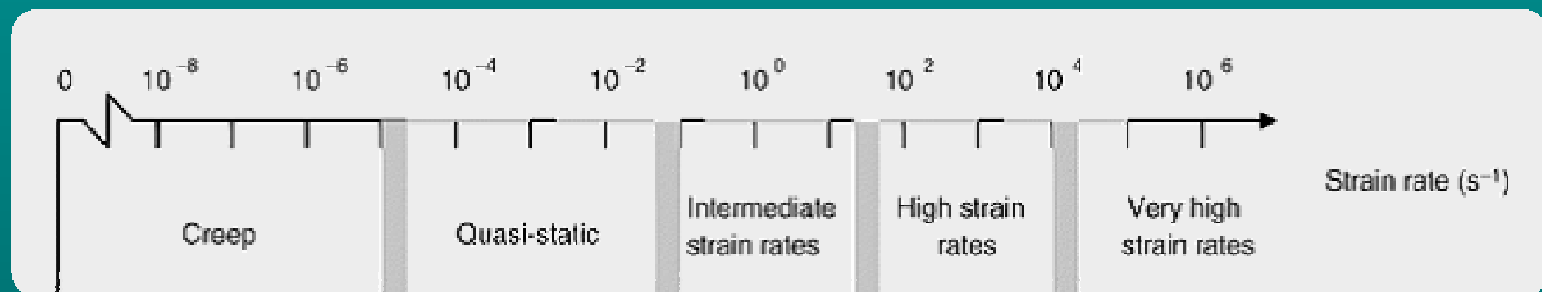 0 10⁻⁸ 10⁻⁶ 10⁻⁴ 10⁻² 10⁰ 10² 10⁴ 10⁶
Strain rate (s⁻¹)
Creep
Quasi-static
Intermediate
strain rates
High strain
rates
Very high
strain rates